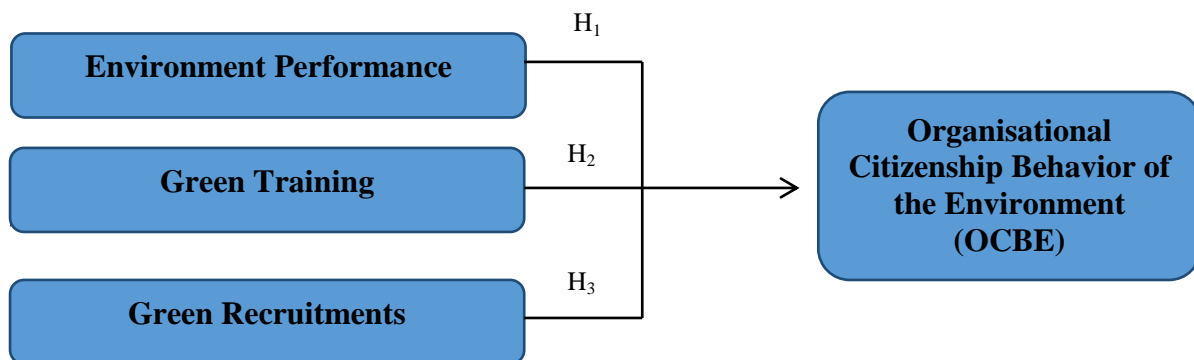 H₁
Environment Performance
H₂
Green Training
H₃
Green Recruitments
Organisational
Citizenship Behavior of
the Environment
(OCBE)